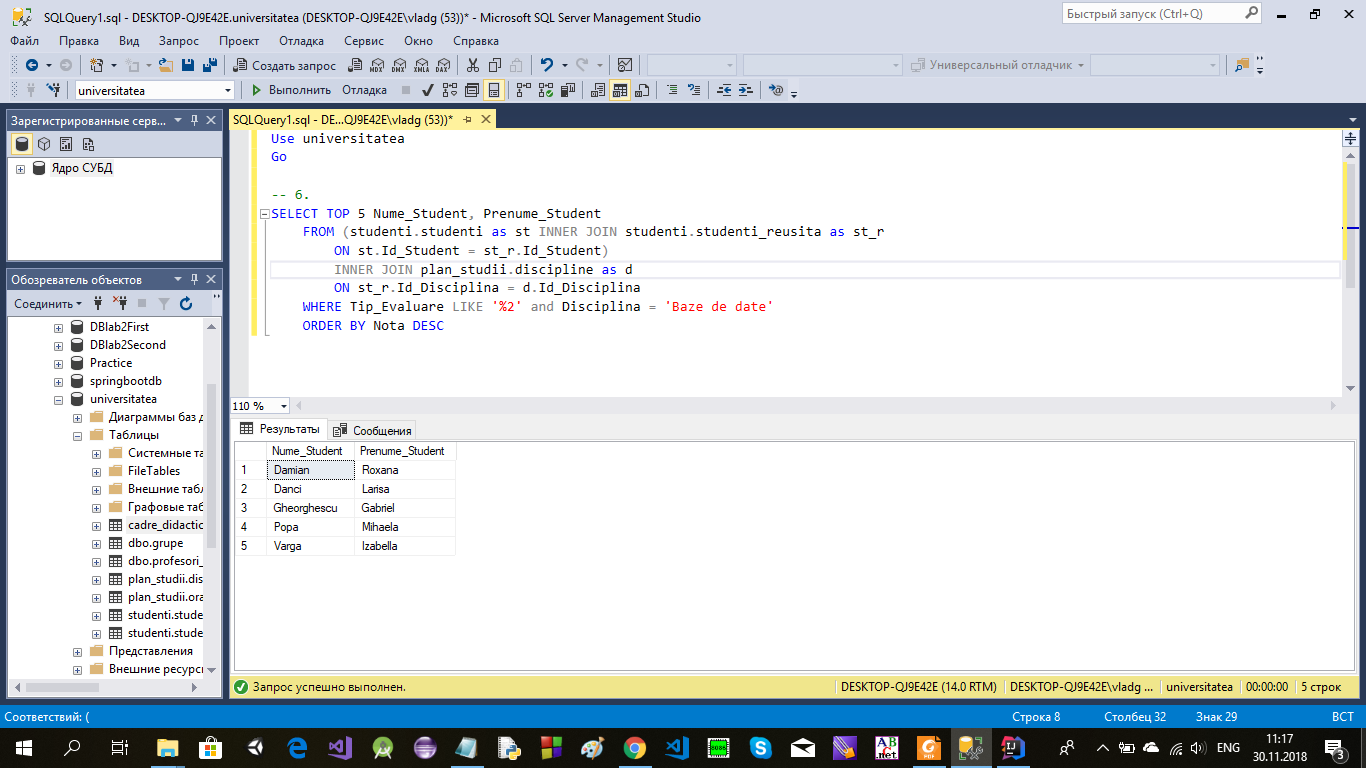 SQLQuery1.sql - DESKTOP-QJ9E42E.universitatea (DESKTOP-QJ9E42E\vladg (53))* - Microsoft SQL Server Management Studio
Быстрый запуск (Ctrl+Q)
Файл Правка Вид Запрос Проект Отладка Сервис Окно Справка
Создать запрос MDX DMX XMLA DAX Универсальный отладчик
universitatea Выполнить Отладка
Зарегистрированные серв...
Ядро СУБД
Обозреватель объектов
Соединить
DBlab2First
DBlab2Second
Practice
springbootdb
universitatea
Диаграммы баз д
Таблицы
Системные та
FileTables
Внешние табл
Графовые таб
cadre_didactic
dbo.grupe
dbo.profesori_
plan_studii.dis
plan_studii.ora
studenti.stude
studenti.stude
Представления
Внешние ресурс
SQLQuery1.sql - DE...QJ9E42E\vladg (53))*
Use universitatea
Go
-- 6.
SELECT TOP 5 Nume_Student, Prenume_Student
FROM (studenti.studenti as st INNER JOIN studenti.studenti_reusita as st_r
ON st.Id_Student = st_r.Id_Student)
INNER JOIN plan_studii.discipline as d
ON st_r.Id_Disciplina = d.Id_Disciplina
WHERE Tip_Evaluare LIKE '%2' and Disciplina = 'Baze de date'
ORDER BY Nota DESC
110 %
Результаты Сообщения
Nume_Student Prenume_Student
1 Damian Roxana
2 Danci Larisa
3 Gheorghescu Gabriel
4 Popa Mihaela
5 Varga Izabella
Запрос успешно выполнен. DESKTOP-QJ9E42E (14.0 RTM) DESKTOP-QJ9E42E\vladg ... universitatea 00:00:00 5 строк
Соответствий: ( Строка 8 Столбец 32 Знак 29 ВСТ
ENG
11:17
30.11.2018
3